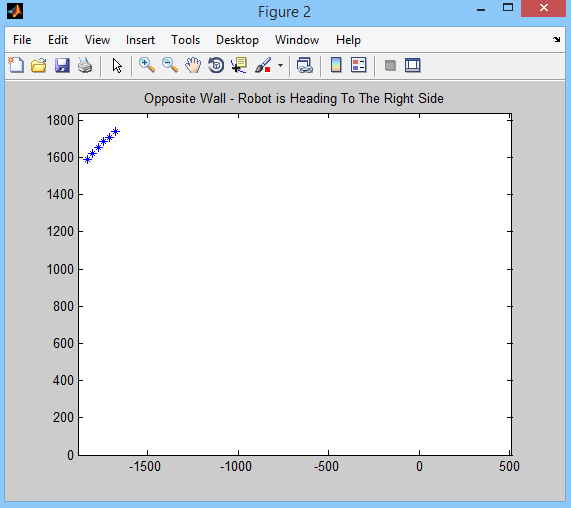 Figure 2
File Edit View Insert Tools Desktop Window Help
Opposite Wall - Robot is Heading To The Right Side
1800
1600
1400
1200
1000
800
600
400
200
0
-1500 -1000 -500 0 500